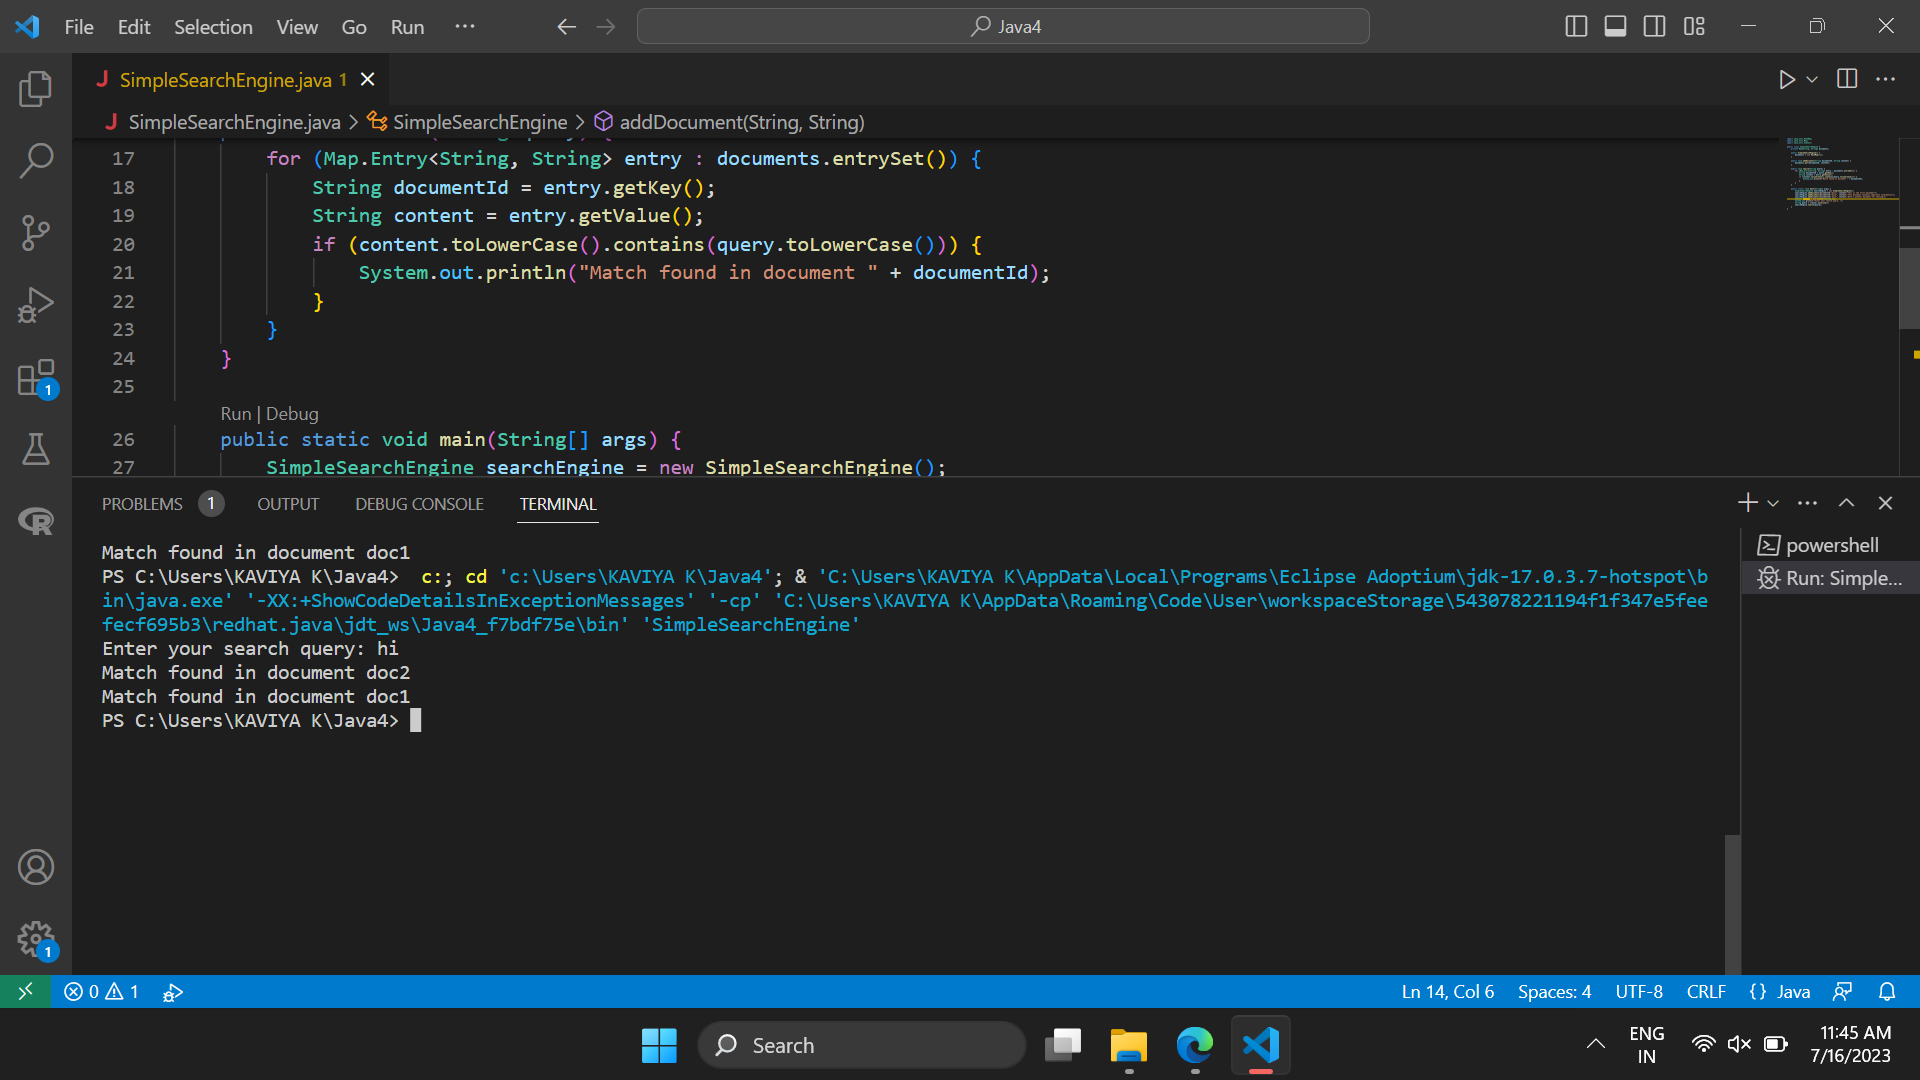 File Edit Selection View Go Run ···
Java4
SimpleSearchEngine.java 1
SimpleSearchEngine.java > SimpleSearchEngine > addDocument(String, String)
17 for (Map.Entry<String, String> entry : documents.entrySet()) {
18 String documentId = entry.getKey();
19 String content = entry.getValue();
20 if (content.toLowerCase().contains(query.toLowerCase())) {
21 System.out.println("Match found in document " + documentId);
22 }
23 }
24 }
25
Run | Debug
26 public static void main(String[] args) {
27 SimpleSearchEngine searchEngine = new SimpleSearchEngine();
PROBLEMS 1 OUTPUT DEBUG CONSOLE TERMINAL
Match found in document doc1
PS C:\Users\KAVIYA K\Java4>  c:; cd 'c:\Users\KAVIYA K\Java4'; & 'C:\Users\KAVIYA K\AppData\Local\Programs\Eclipse Adoptium\jdk-17.0.3.7-hotspot\b
in\java.exe' '-XX:+ShowCodeDetailsInExceptionMessages' '-cp' 'C:\Users\KAVIYA K\AppData\Roaming\Code\User\workspaceStorage\543078221194f1f347e5fee
fecf695b3\redhat.java\jdt_ws\Java4_f7bdf75e\bin' 'SimpleSearchEngine'
Enter your search query: hi
Match found in document doc2
Match found in document doc1
PS C:\Users\KAVIYA K\Java4>
powershell
Run: Simple...
1
1
0 1
Ln 14, Col 6 Spaces: 4 UTF-8 CRLF {} Java
Search
ENG
IN
11:45 AM
7/16/2023